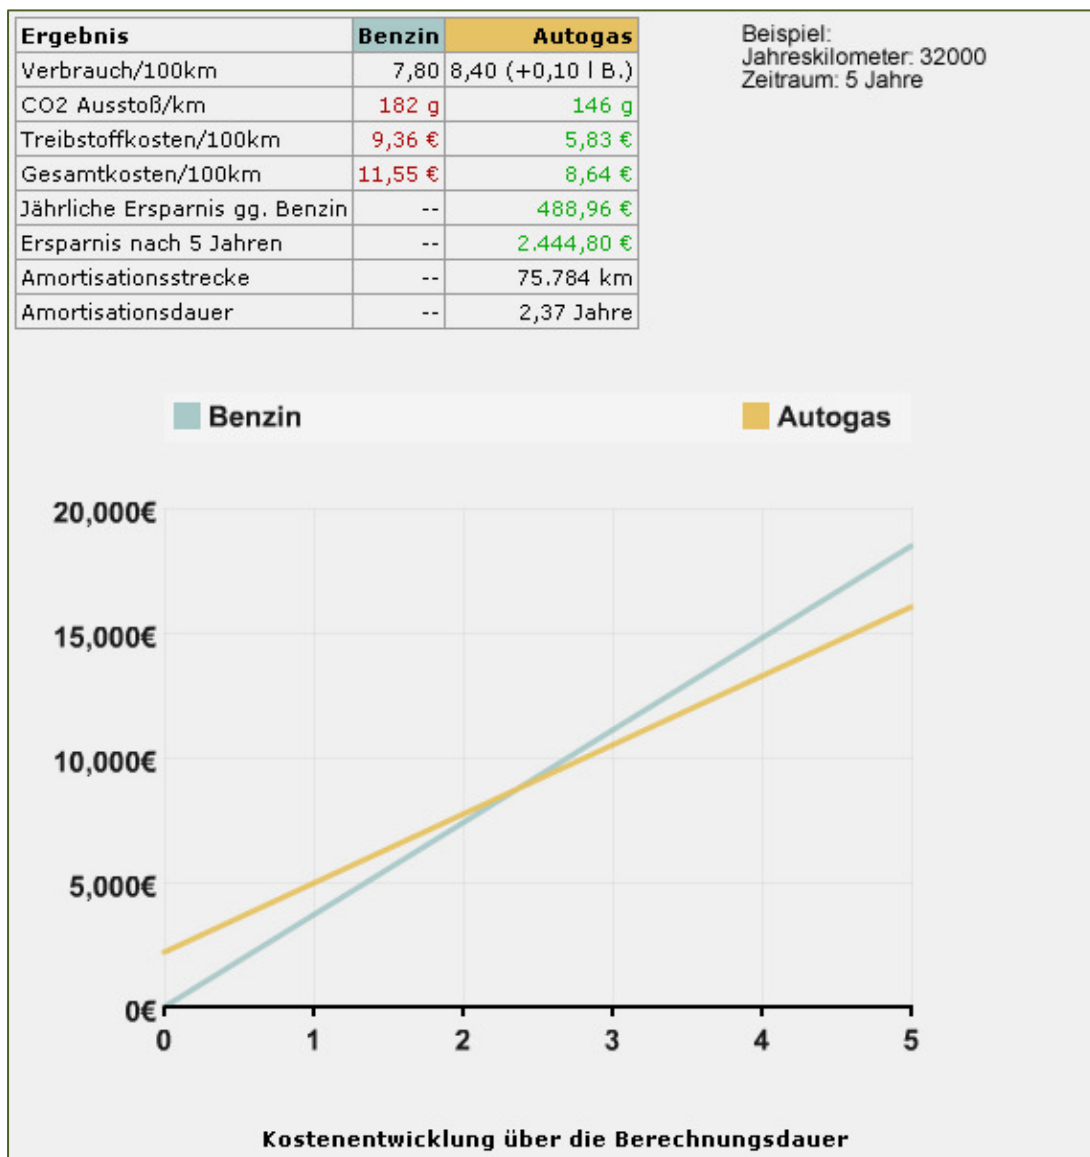 Ergebnis Benzin Autogas
Verbrauch/100km 7,80 8,40 (+0,10 l B.)
CO2 Ausstoß/km 182 g 146 g
Treibstoffkosten/100km 9,36 € 5,83 €
Gesamtkosten/100km 11,55 € 8,64 €
Jährliche Ersparnis gg. Benzin -- 488,96 €
Ersparnis nach 5 Jahren -- 2.444,80 €
Amortisationsstrecke -- 75.784 km
Amortisationsdauer -- 2,37 Jahre
Beispiel:
Jahreskilometer: 32000
Zeitraum: 5 Jahre
Benzin Autogas
20,000€
15,000€
10,000€
5,000€
0€
0 1 2 3 4 5
Kostenentwicklung über die Berechnungsdauer